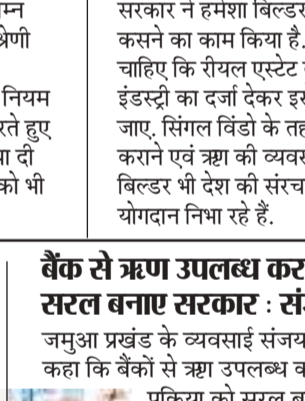 म्न
श्रेणी
नियम
रते हुए
ा दी
को भी
सरकार ने हमेशा बिल्डर
कसने का काम किया है.
चाहिए कि रीयल एस्टेट
इंडस्ट्री का दर्जा देकर इस
जाए. सिंगल विंडो के तह
कराने एवं ऋण की व्यवस
बिल्डर भी देश की संरच
योगदान निभा रहे हैं.
बैंक से ऋण उपलब्ध कर
सरल बनाए सरकार : सं
जमुआ प्रखंड के व्यवसाई संजय
कहा कि बैंकों से ऋण उपलब्ध क
प्रकिया को सरल ब